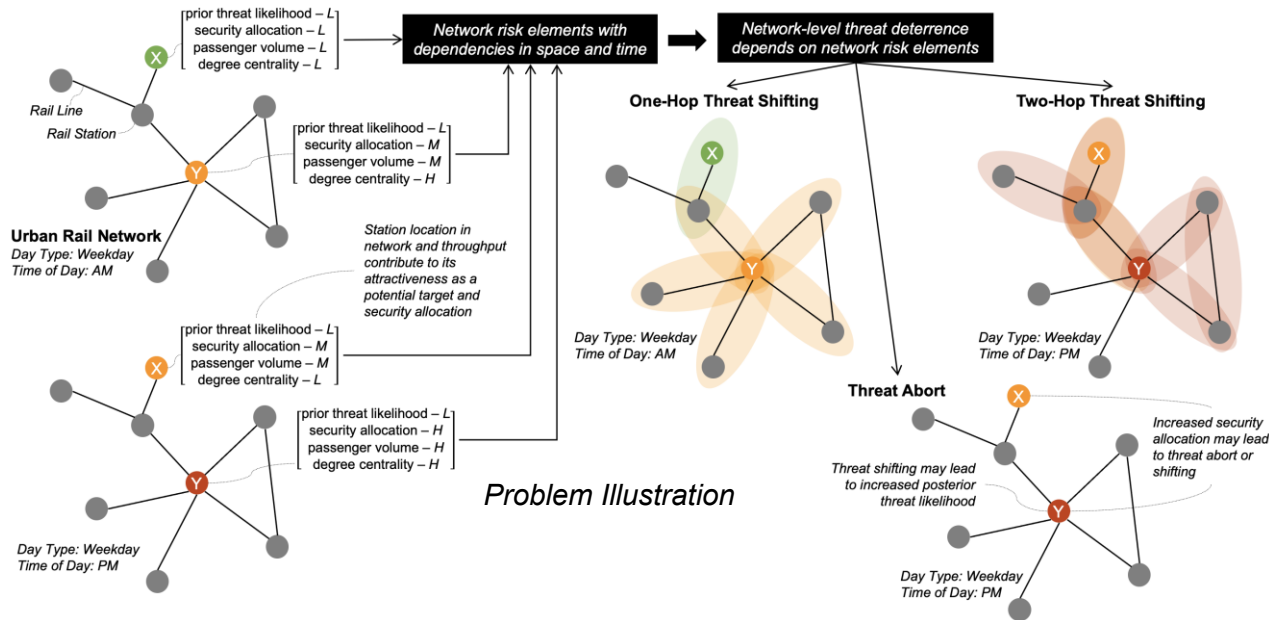 X
prior threat likelihood – L
security allocation – L
passenger volume – L
degree centrality – L
Rail Line
Rail Station
Y
prior threat likelihood – L
security allocation – M
passenger volume – M
degree centrality – H
Urban Rail Network
Day Type: Weekday
Time of Day: AM
Station location in
network and throughput
contribute to its
attractiveness as a
potential target and
security allocation
X
prior threat likelihood – L
security allocation – M
passenger volume – M
degree centrality – L
Y
prior threat likelihood – L
security allocation – H
passenger volume – H
degree centrality – H
Day Type: Weekday
Time of Day: PM
Network risk elements with
dependencies in space and time
Network-level threat deterrence
depends on network risk elements
One-Hop Threat Shifting
X
Y
Day Type: Weekday
Time of Day: AM
Two-Hop Threat Shifting
X
Y
Day Type: Weekday
Time of Day: PM
Threat Abort
X
Y
Increased security
allocation may lead
to threat abort or
shifting
Threat shifting may lead
to increased posterior
threat likelihood
Day Type: Weekday
Time of Day: PM
Problem Illustration